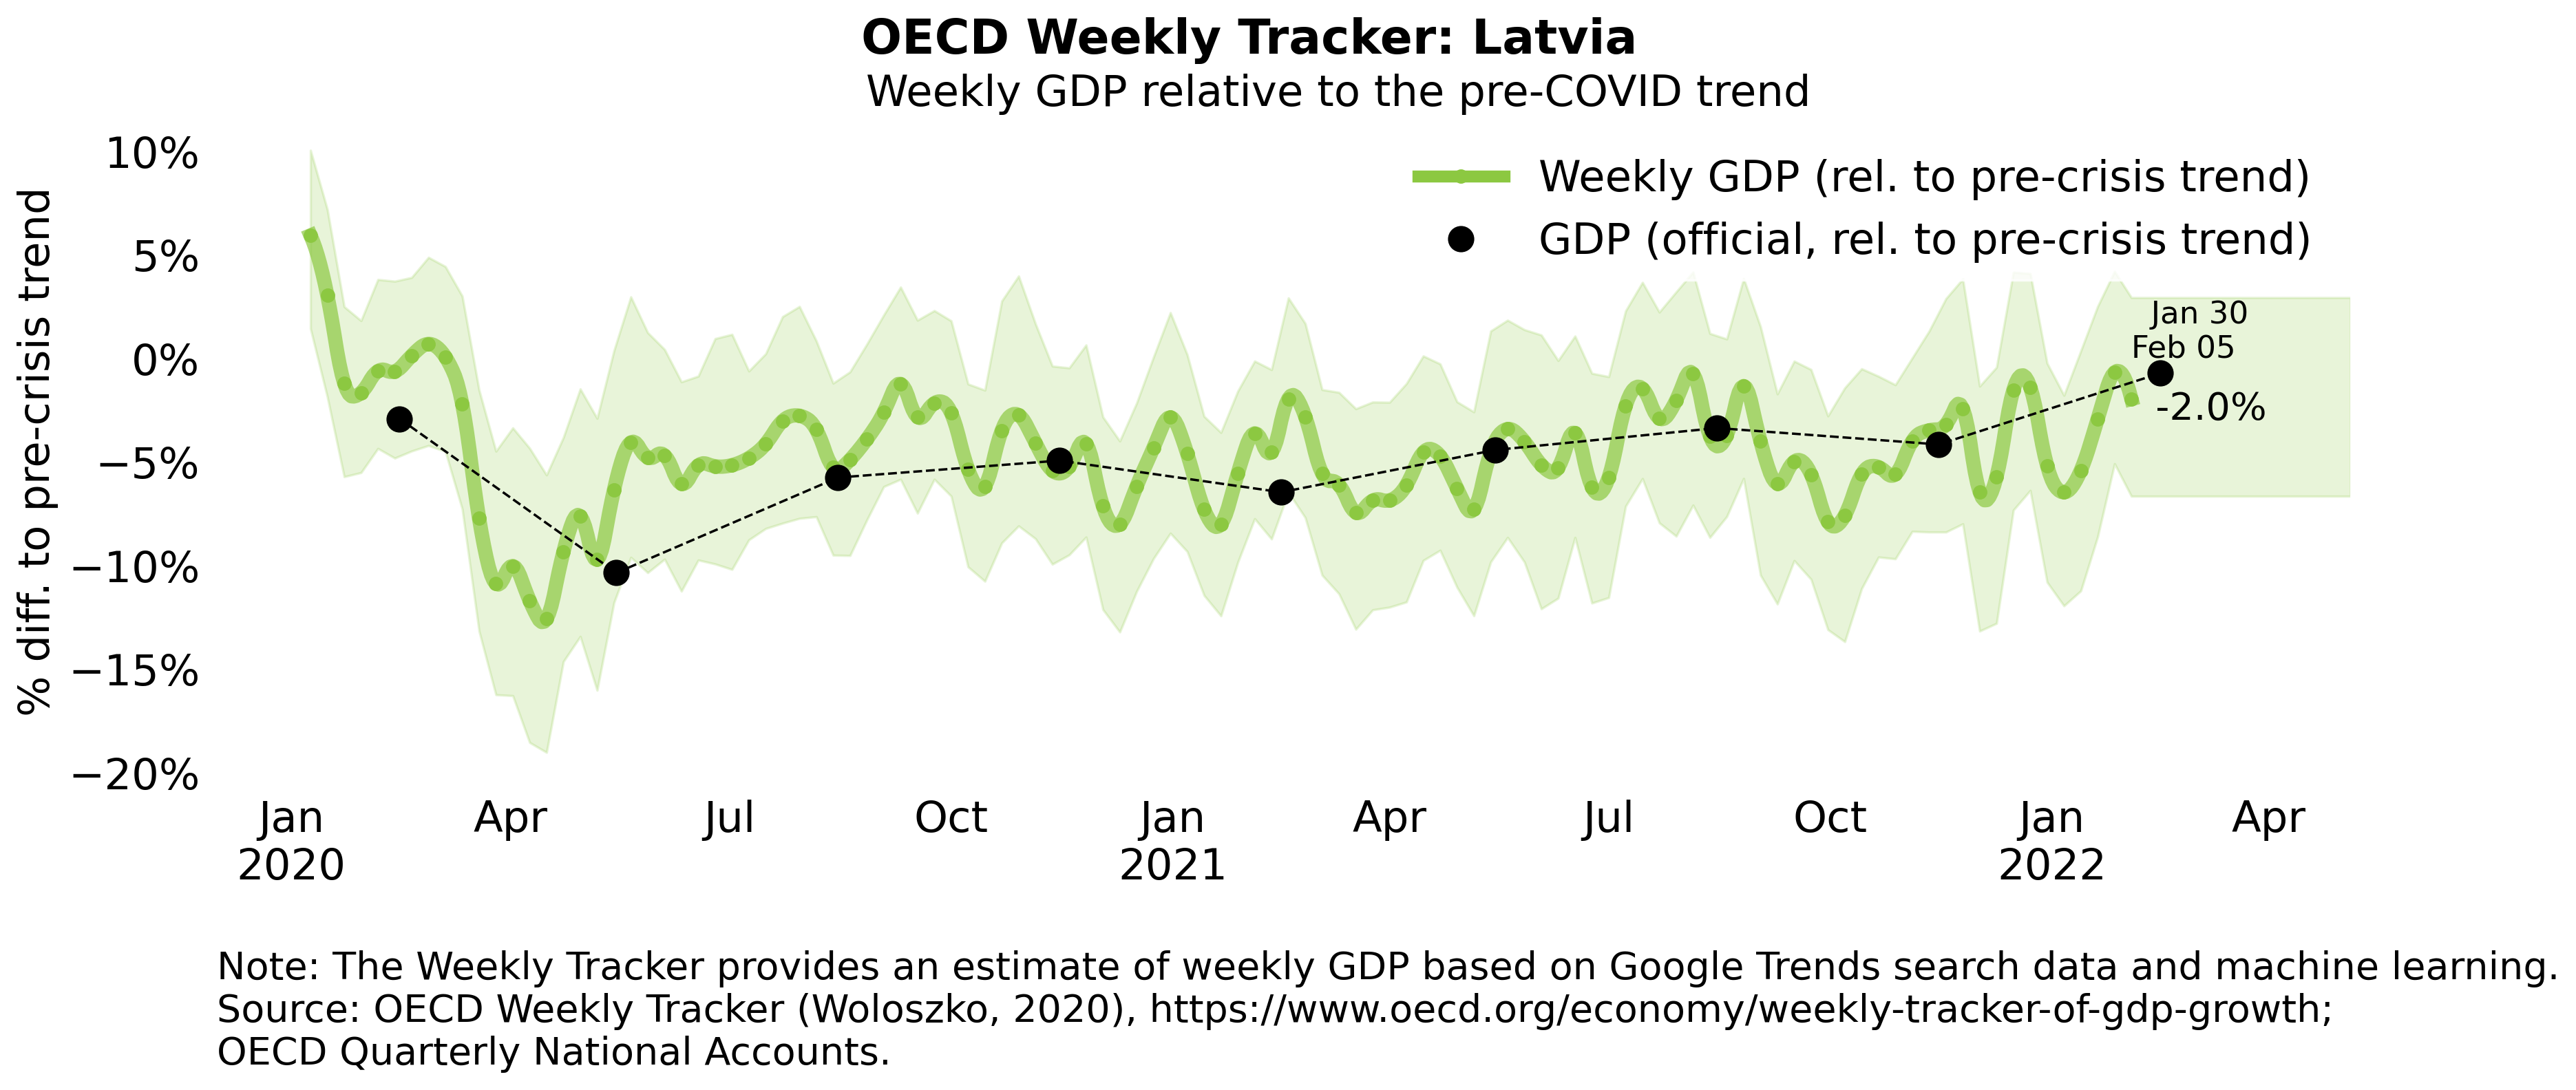 OECD Weekly Tracker: Latvia
Weekly GDP relative to the pre-COVID trend
% diff. to pre-crisis trend
10%
5%
0%
−5%
−10%
−15%
−20%
Weekly GDP (rel. to pre-crisis trend)
GDP (official, rel. to pre-crisis trend)
Jan 30
Feb 05
-2.0%
Jan Apr Jul Oct Jan Apr Jul Oct Jan Apr
2020 2021 2022
Note: The Weekly Tracker provides an estimate of weekly GDP based on Google Trends search data and machine learning.
Source: OECD Weekly Tracker (Woloszko, 2020), https://www.oecd.org/economy/weekly-tracker-of-gdp-growth;
OECD Quarterly National Accounts.